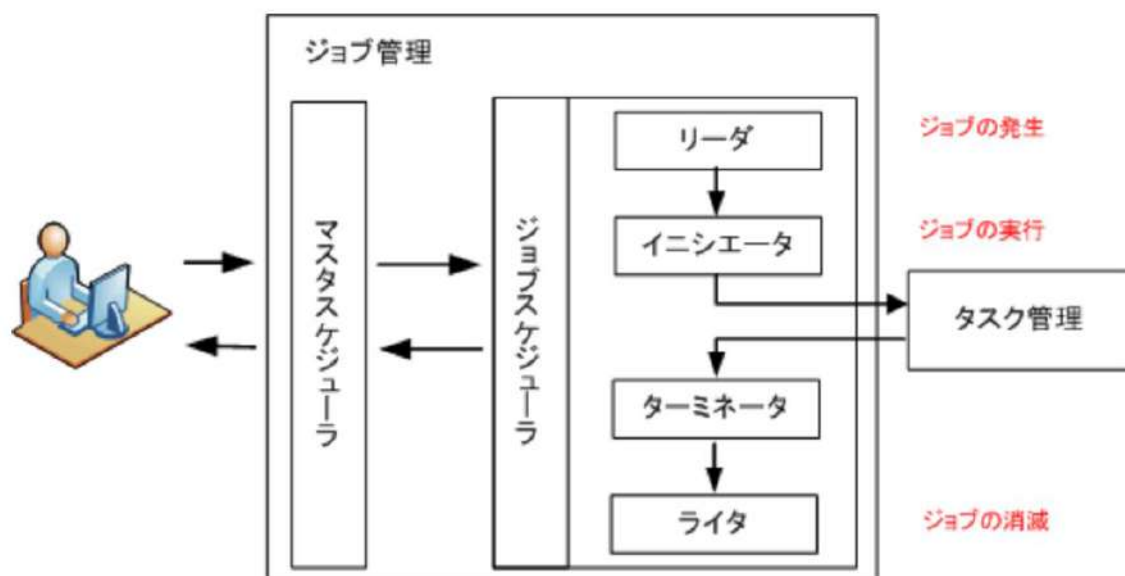 ジョブ管理
マスタスケジューラ
ジョブスケジューラ
リーダ
ジョブの発生
イニシエータ
ジョブの実行
タスク管理
ターミネータ
ライタ
ジョブの消滅